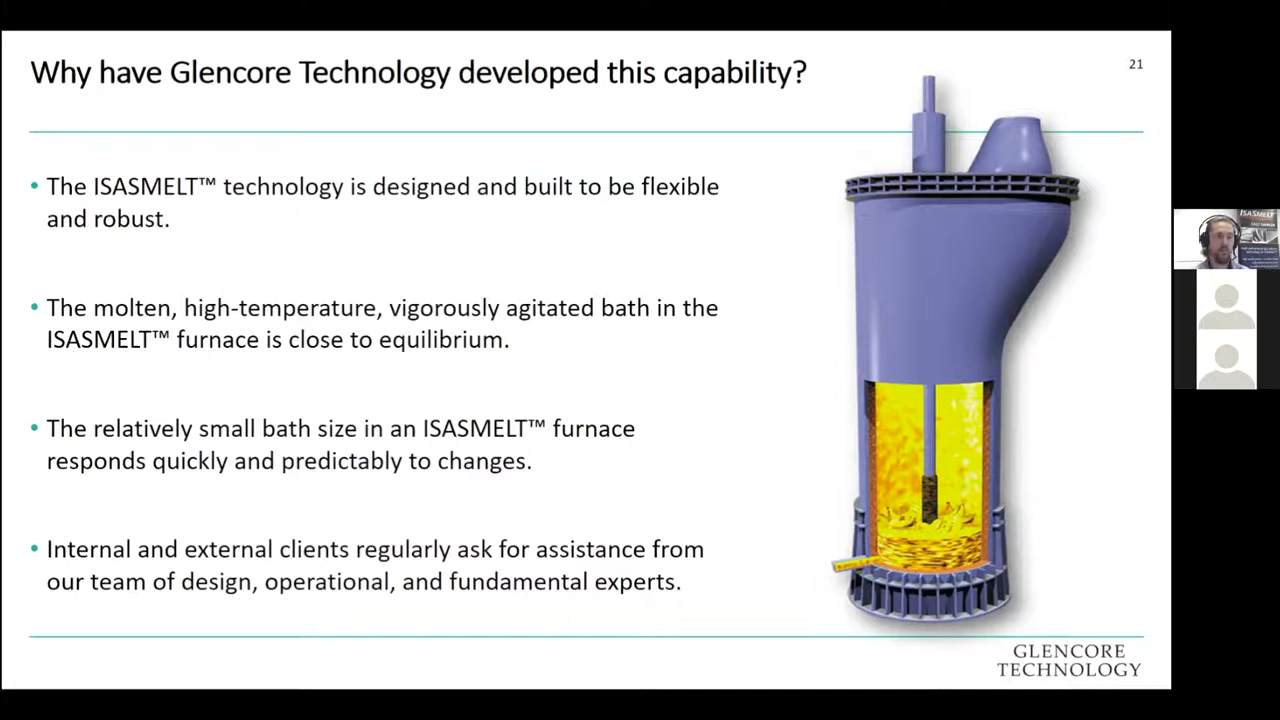 Why have Glencore Technology developed this capability?
21
• The ISASMELT™ technology is designed and built to be flexible
and robust.
• The molten, high-temperature, vigorously agitated bath in the
ISASMELT™ furnace is close to equilibrium.
• The relatively small bath size in an ISASMELT™ furnace
responds quickly and predictably to changes.
• Internal and external clients regularly ask for assistance from
our team of design, operational, and fundamental experts.
GLENCORE
TECHNOLOGY
ISASMELT